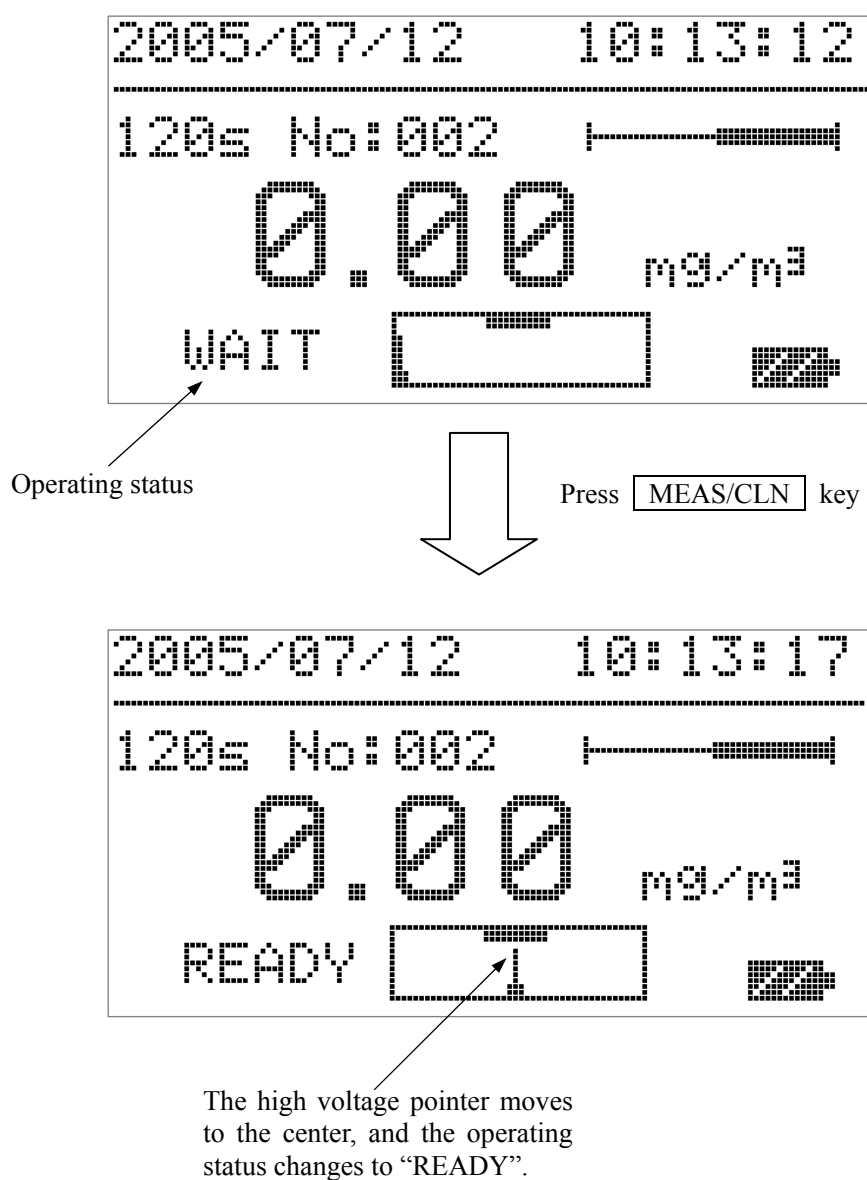 2005/07/12 10:13:12
120s No:002
0.00 mg/m³
WAIT
Operating status
Press MEAS/CLN key
2005/07/12 10:13:17
120s No:002
0.00 mg/m³
READY
The high voltage pointer moves
to the center, and the operating
status changes to “READY”.